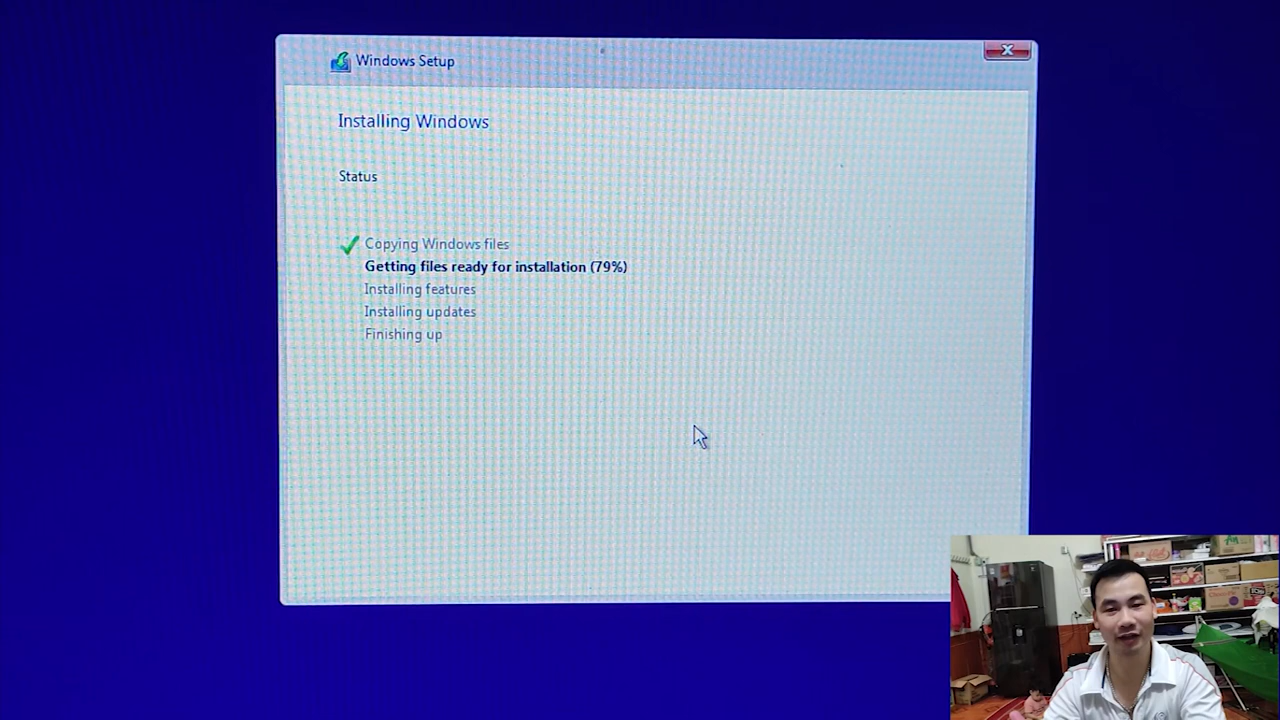 Windows Setup
Installing Windows
Status
Copying Windows files
Getting files ready for installation (79%)
Installing features
Installing updates
Finishing up